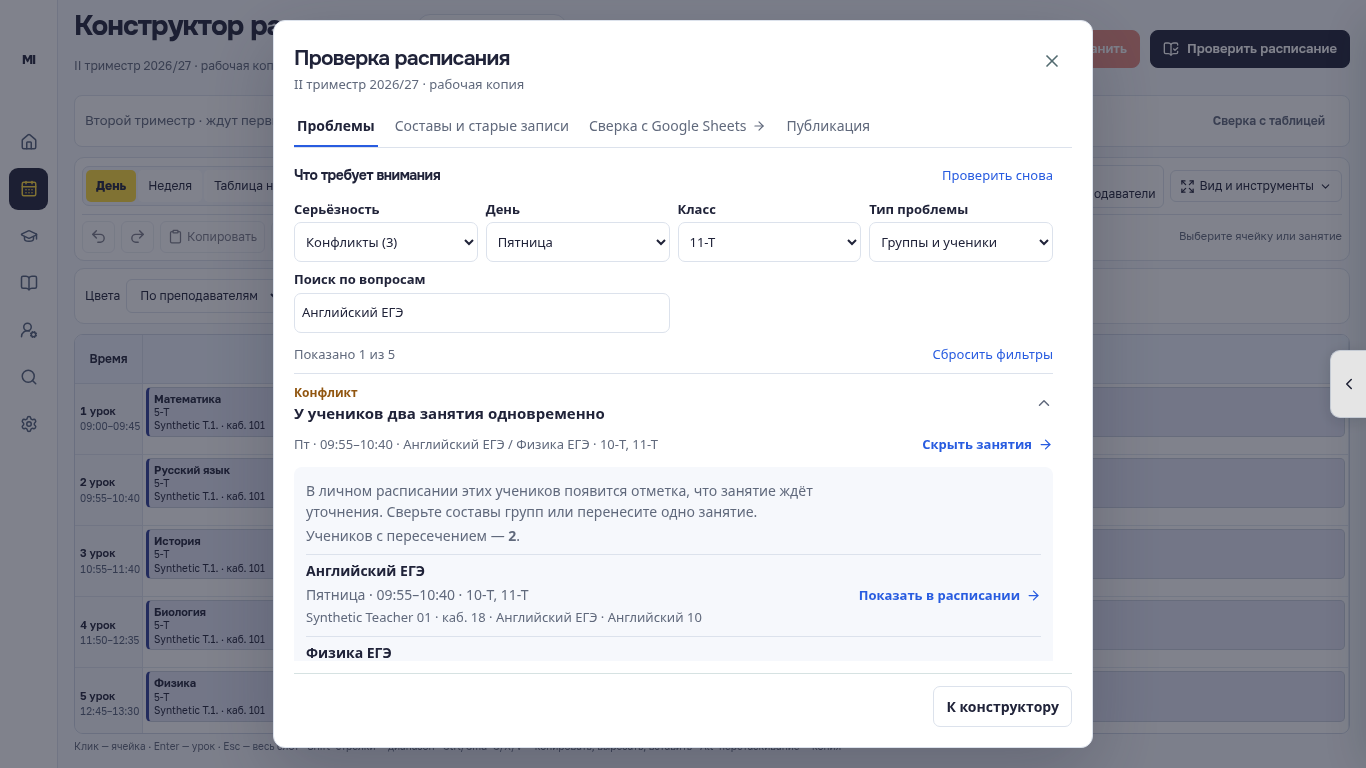 Конструктор ра
MI
II триместр 2026/27 · рабочая коп
анить
Проверить расписание
Второй триместр · ждут перв
Сверка с таблицей
День
Неделя
Таблица н
одаватели
Вид и инструменты
Копировать
Выберите ячейку или занятие
Цвета
По преподавателям
Время
1 урок
09:00–09:45
Математика
5-Т
Synthetic T.1. · каб. 101
2 урок
09:55–10:40
Русский язык
5-Т
Synthetic T.1. · каб. 101
3 урок
10:55–11:40
История
5-Т
Synthetic T.1. · каб. 101
4 урок
11:50–12:35
Биология
5-Т
Synthetic T.1. · каб. 101
5 урок
12:45–13:30
Физика
5-Т
Synthetic T.1. · каб. 101
Клик — ячейка · Enter — урок · Esc — весь
Проверка расписания
II триместр 2026/27 · рабочая копия
Проблемы
Составы и старые записи
Сверка с Google Sheets →
Публикация
Что требует внимания
Проверить снова
Серьёзность
День
Класс
Тип проблемы
Конфликты (3)
Пятница
11-Т
Группы и ученики
Поиск по вопросам
Английский ЕГЭ
Показано 1 из 5
Сбросить фильтры
Конфликт
У учеников два занятия одновременно
Пт · 09:55–10:40 · Английский ЕГЭ / Физика ЕГЭ · 10-Т, 11-Т
Скрыть занятия →
В личном расписании этих учеников появится отметка, что занятие ждёт
уточнения. Сверьте составы групп или перенесите одно занятие.
Учеников с пересечением — 2.
Английский ЕГЭ
Пятница · 09:55–10:40 · 10-Т, 11-Т
Показать в расписании →
Synthetic Teacher 01 · каб. 18 · Английский ЕГЭ · Английский 10
Физика ЕГЭ
К конструктору